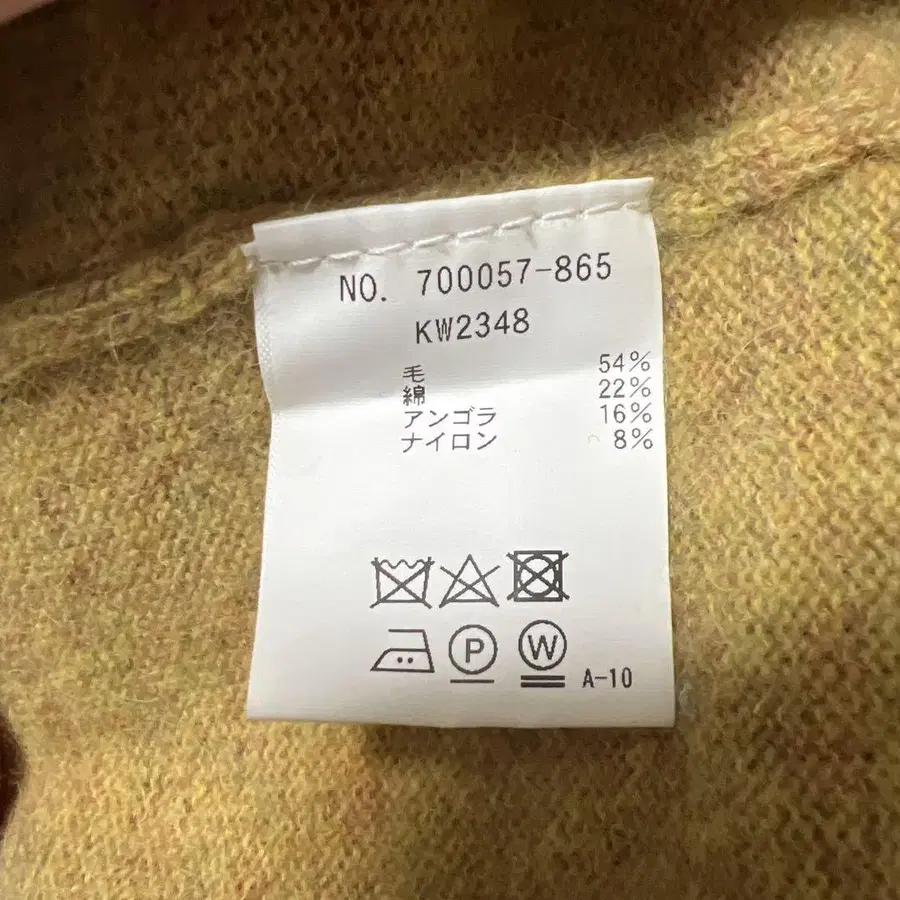 NO. 700057-865
KW2348
毛 54%
綿 22%
アンゴラ 16%
ナイロン 8%
P W A-10